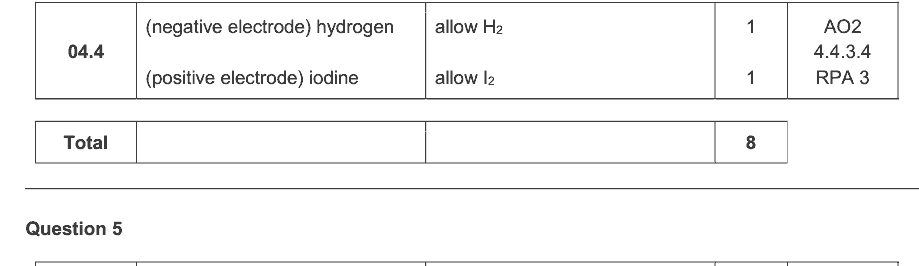 (negative electrode) hydrogen allow H₂ 1 AO2
04.4 4.4.3.4
(positive electrode) iodine allow I₂ 1 RPA 3
Total 8
Question 5